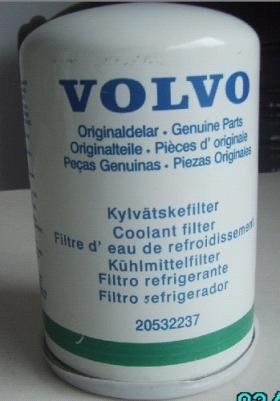 VOLVO
Originaldelar · Genuine Parts
Originalteile · Pièces d' origine
Peças Genuinas · Piezas Originales
Kylvätskefilter
Coolant filter
Filtre d' eau de refroidissement
Kühlmittelfilter
Filtro refrigerante
Filtro refrigerador
20532237